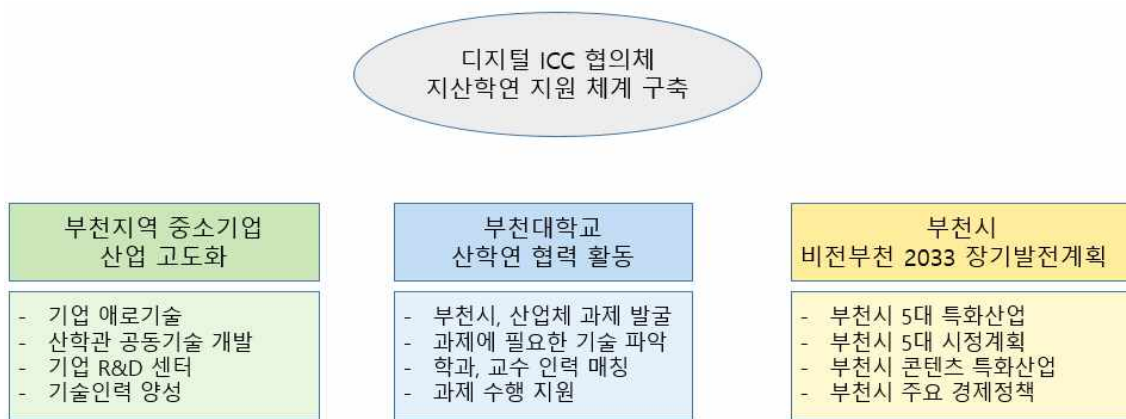 디지털 ICC 협의체
지산학연 지원 체계 구축
부천지역 중소기업
산업 고도화
- 기업 애로기술
- 산학관 공동기술 개발
- 기업 R&D 센터
- 기술인력 양성
부천대학교
산학연 협력 활동
- 부천시, 산업체 과제 발굴
- 과제에 필요한 기술 파악
- 학과, 교수 인력 매칭
- 과제 수행 지원
부천시
비전부천 2033 장기발전계획
- 부천시 5대 특화산업
- 부천시 5대 시정계획
- 부천시 콘텐츠 특화산업
- 부천시 주요 경제정책